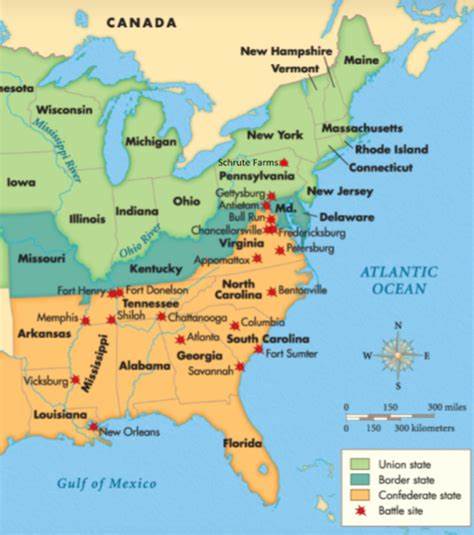 CANADA
New Hampshire
Vermont
Maine
nesota
Wisconsin
Mississippi River
Michigan
New York
Massachusetts
Rhode Island
Connecticut
Schrute Farms
Pennsylvania
Iowa
Illinois
Indiana
Ohio
Gettysburg
New Jersey
Antietam
Md.
Bull Run
Delaware
Chancellorsville
Fredericksburg
Ohio River
Virginia
Petersburg
Missouri
Kentucky
Appomattox
ATLANTIC
OCEAN
Fort Henry
Fort Donelson
North
Carolina
Bentonville
Tennessee
Memphis
Shiloh
Chattanooga
Columbia
Arkansas
Atlanta
South Carolina
Fort Sumter
Mississippi
Alabama
Georgia
Savannah
Vicksburg
Louisiana
New Orleans
Florida
Gulf of Mexico
N
W
E
S
0 150 300 miles
0 150 300 kilometers
Union state
Border state
Confederate state
Battle site